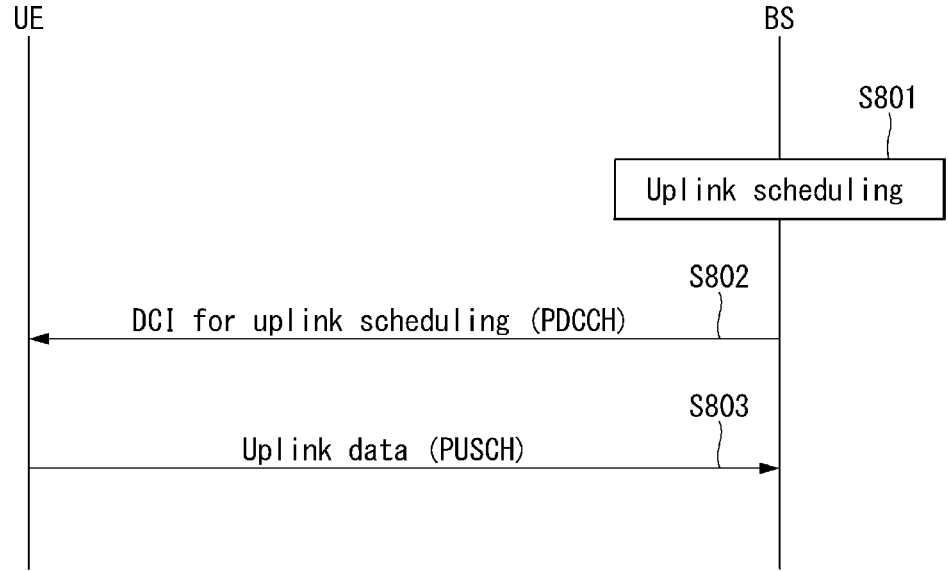 UE
BS
S801
Uplink scheduling
S802
DCI for uplink scheduling (PDCCH)
S803
Uplink data (PUSCH)